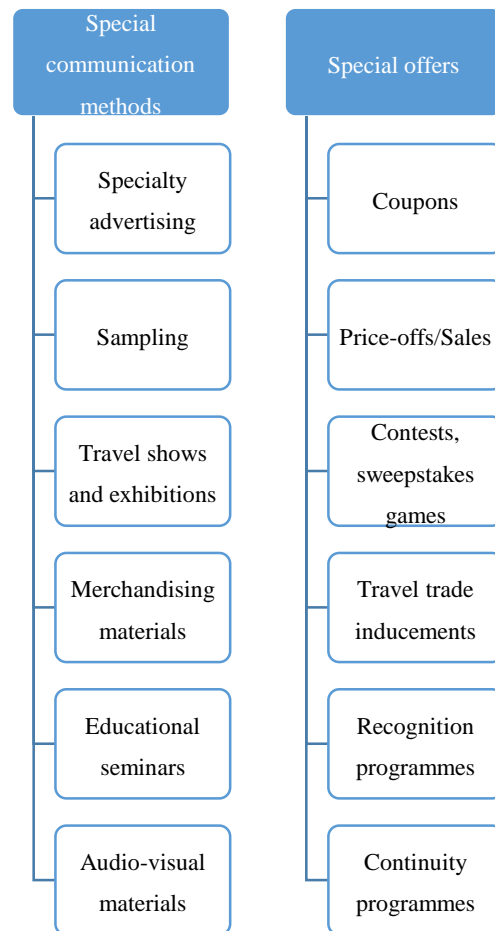 Special
communication
methods
Specialty
advertising
Sampling
Travel shows
and exhibitions
Merchandising
materials
Educational
seminars
Audio-visual
materials
Special offers
Coupons
Price-offs/Sales
Contests,
sweepstakes
games
Travel trade
inducements
Recognition
programmes
Continuity
programmes